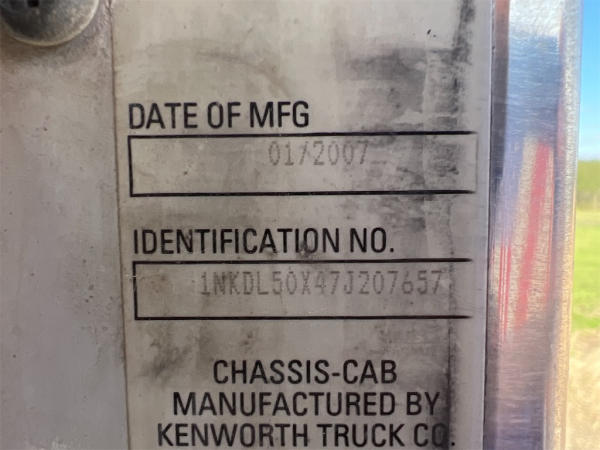 DATE OF MFG
01/2007
IDENTIFICATION NO.
1NKDL50X47J207657
CHASSIS-CAB
MANUFACTURED BY
KENWORTH TRUCK CO.